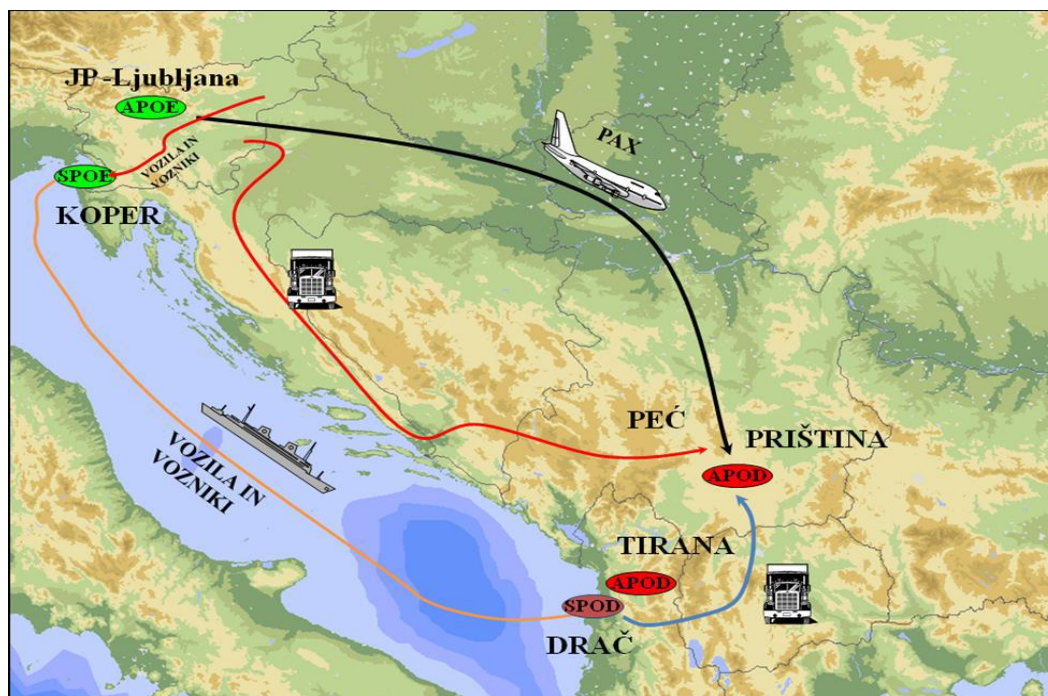 JP-Ljubljana
APOE
VOZILA IN
VOZNIKI
PAX
SPOE
KOPER
VOZILA IN
VOZNIKI
PEĆ
PRIŠTINA
APOD
TIRANA
APOD
SPOD
DRAČ